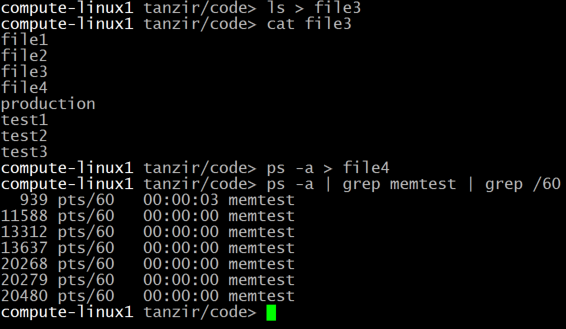 compute-linux1 tanzir/code> ls > file3
compute-linux1 tanzir/code> cat file3
file1
file2
file3
file4
production
test1
test2
test3
compute-linux1 tanzir/code> ps -a > file4
compute-linux1 tanzir/code> ps -a | grep memtest | grep /60
  939 pts/60   00:00:03 memtest
11588 pts/60   00:00:00 memtest
13312 pts/60   00:00:00 memtest
13637 pts/60   00:00:00 memtest
20268 pts/60   00:00:00 memtest
20279 pts/60   00:00:00 memtest
20480 pts/60   00:00:00 memtest
compute-linux1 tanzir/code>